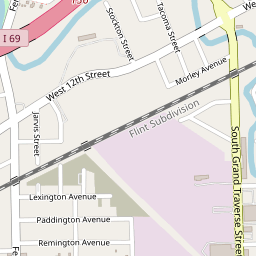 I 69
Stockton Street
Tacoma Street
West 12th Street
Morley Avenue
Jarvis Street
Flint Subdivision
South Grand Traverse Street
Lexington Avenue
Paddington Avenue
Remington Avenue